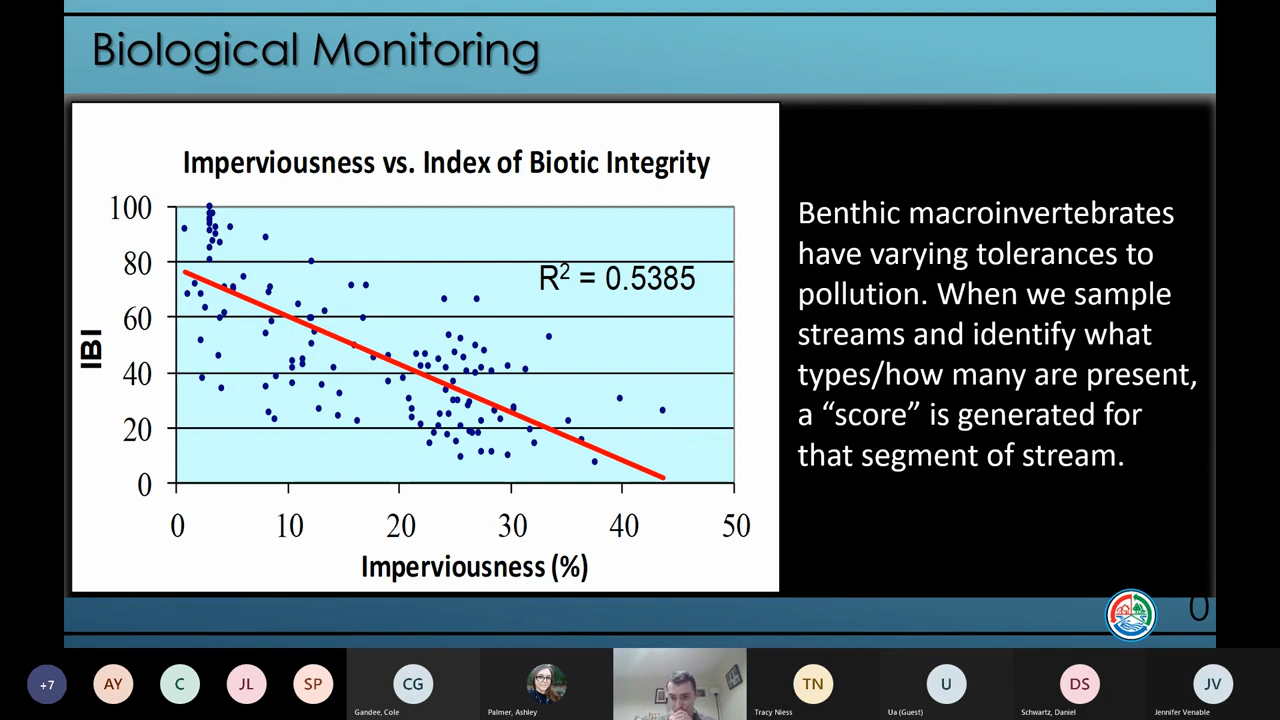 Biological Monitoring
Imperviousness vs. Index of Biotic Integrity
100
80
60
40
20
0
IBI
R² = 0.5385
0 10 20 30 40 50
Imperviousness (%)
Benthic macroinvertebrates
have varying tolerances to
pollution. When we sample
streams and identify what
types/how many are present,
a “score” is generated for
that segment of stream.
0
+7 AY C JL SP CG TN U DS JV
Gandee, Cole
Palmer, Ashley
Tracy Niess
Ua (Guest)
Schwartz, Daniel
Jennifer Venable